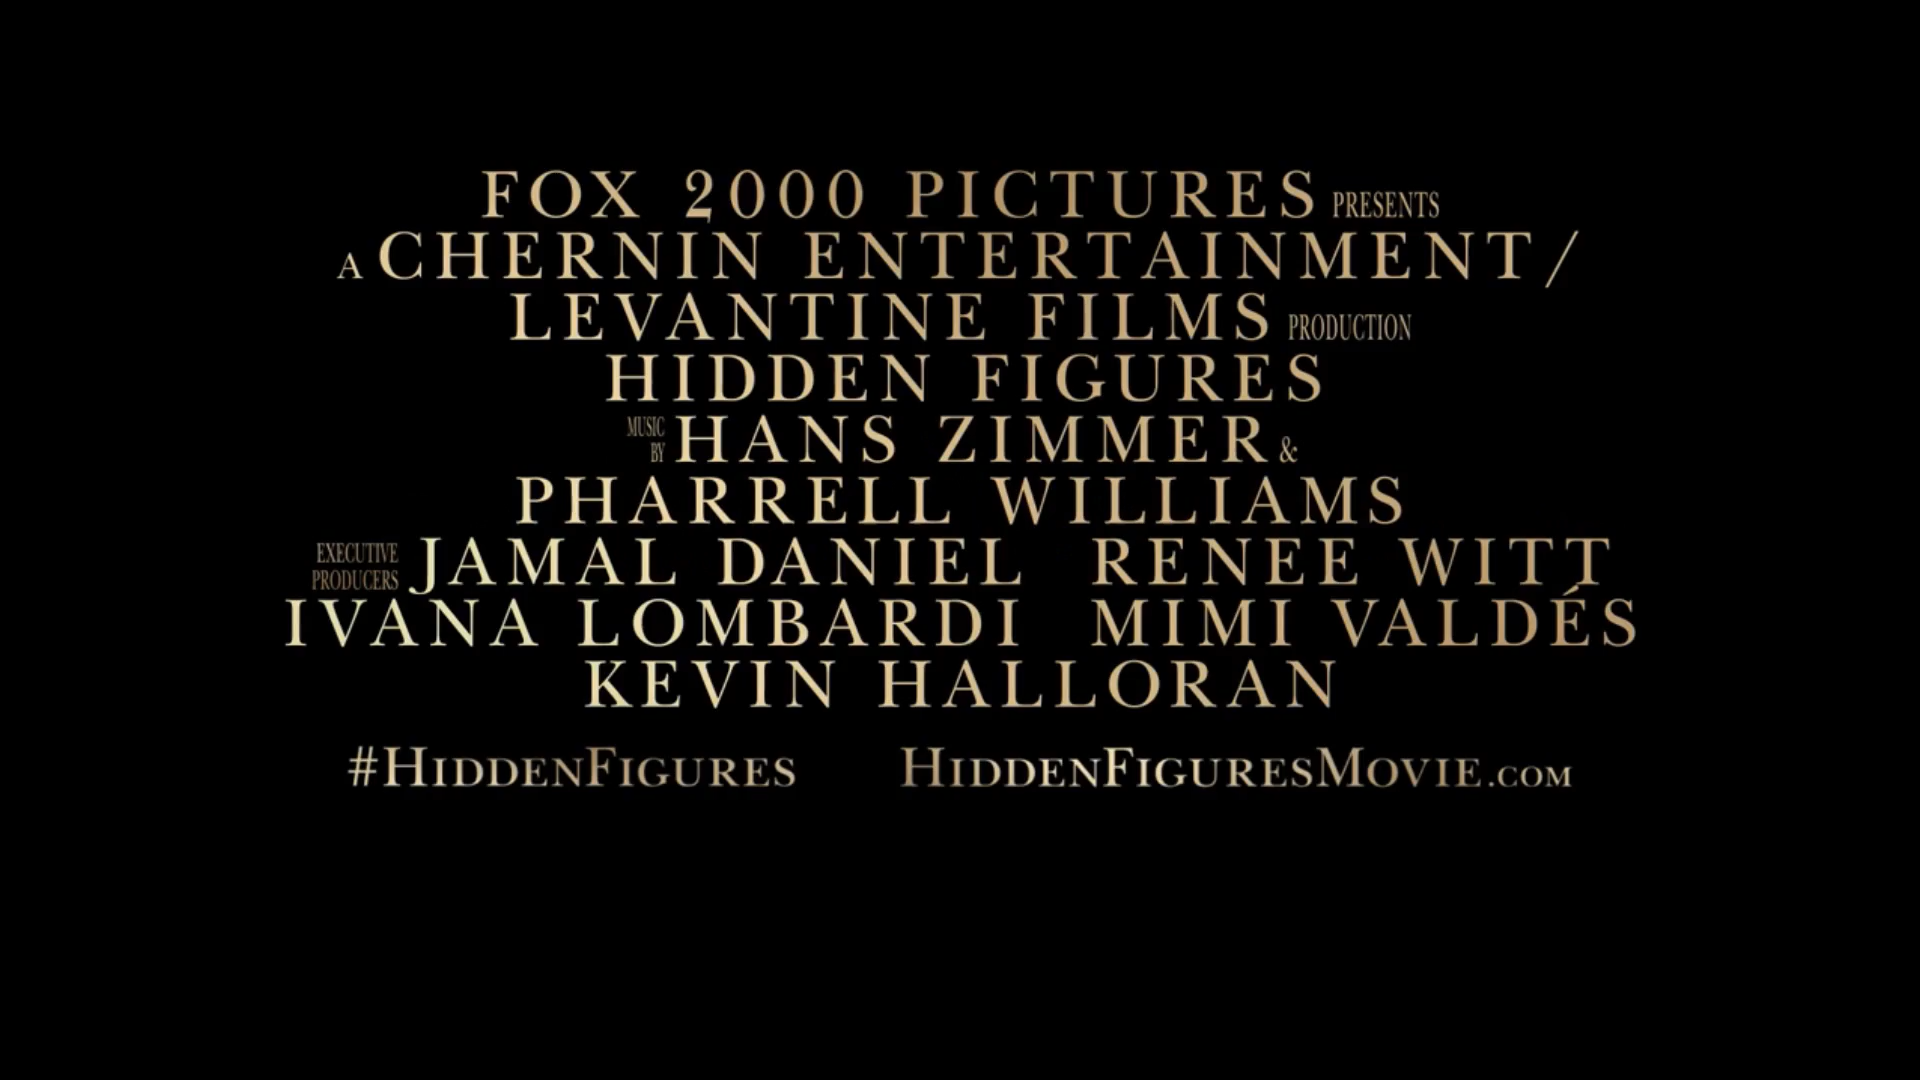 FOX 2000 PICTURES PRESENTS
A CHERNIN ENTERTAINMENT/
LEVANTINE FILMS PRODUCTION
HIDDEN FIGURES
MUSIC BY HANS ZIMMER &
PHARRELL WILLIAMS
EXECUTIVE PRODUCERS JAMAL DANIEL RENEE WITT
IVANA LOMBARDI MIMI VALDÉS
KEVIN HALLORAN
#HIDDENFIGURES HIDDENFIGURESMOVIE.COM